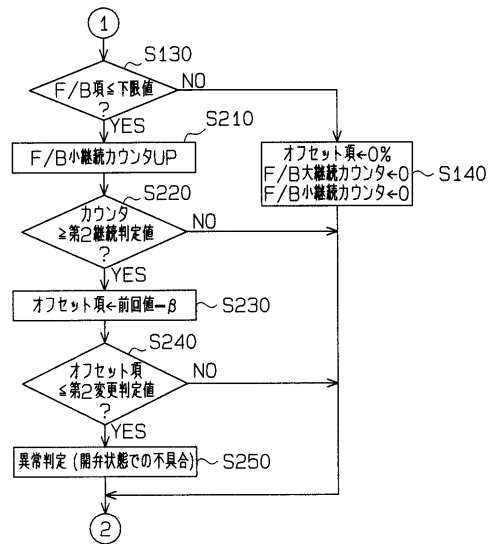 1
S130
F/B項≦下限値
?
NO
YES
S210
F/B小継続カウンタUP
オフセット項←0%
F/B大継続カウンタ←0
F/B小継続カウンタ←0
S140
S220
カウンタ
≧第2継続判定値
?
NO
YES
オフセット項←前回値-β
S230
S240
オフセット項
≦第2変更判定値
?
NO
YES
異常判定(開弁状態での不具合)
S250
2